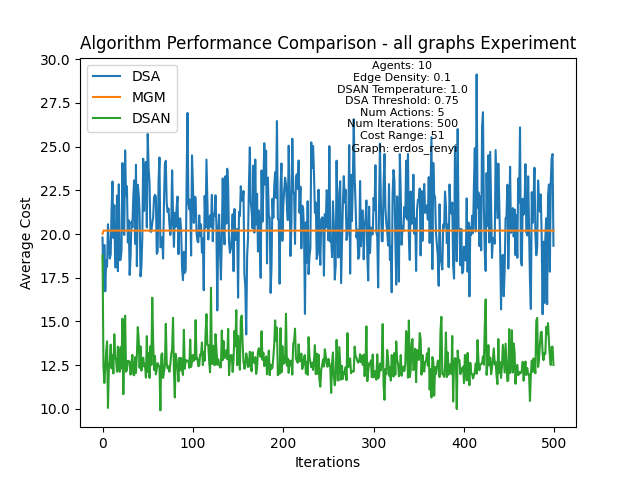 Algorithm Performance Comparison - all graphs Experiment
DSA
MGM
DSAN
Agents: 10
Edge Density: 0.1
DSAN Temperature: 1.0
DSA Threshold: 0.75
Num Actions: 5
Num Iterations: 500
Cost Range: 51
Graph: erdos_renyi
Average Cost
30.0
27.5
25.0
22.5
20.0
17.5
15.0
12.5
10.0
0 100 200 300 400 500
Iterations